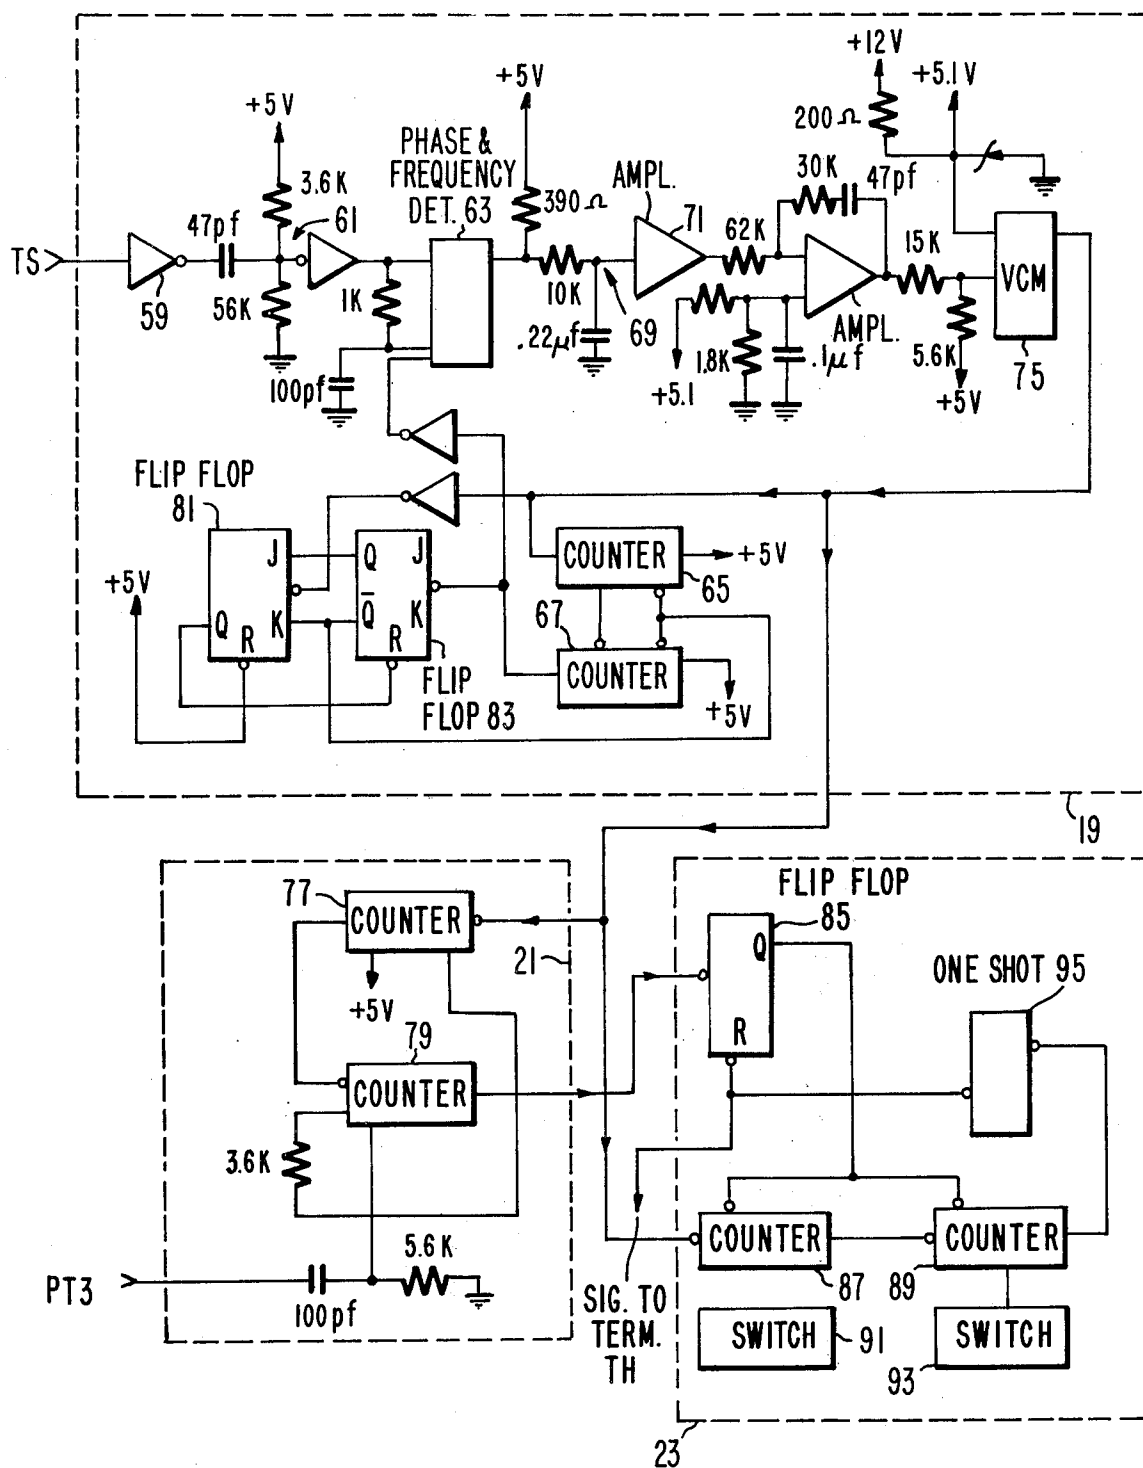 +12V
+5.1V
+5V
+5V
200Ω
PHASE &
FREQUENCY
DET. 63
3.6K
61
390Ω
AMPL.
71
30K
47pf
47pf
62K
15K
TS
59
56K
1K
10K
69
VCM
75
AMPL.
.22µf
1.8K
.1µf
5.6K
+5.1
+5V
100pf
FLIP FLOP
81
J
Q
J
COUNTER
+5V
65
+5V
Q
K
R
Q̅
K
R
67
COUNTER
+5V
FLIP
FLOP 83
19
77
COUNTER
21
+5V
79
COUNTER
3.6K
5.6K
PT3
100pf
FLIP FLOP
85
Q
R
ONE SHOT 95
COUNTER
87
COUNTER
89
SIG. TO
TERM.
TH
SWITCH
91
SWITCH
93
23